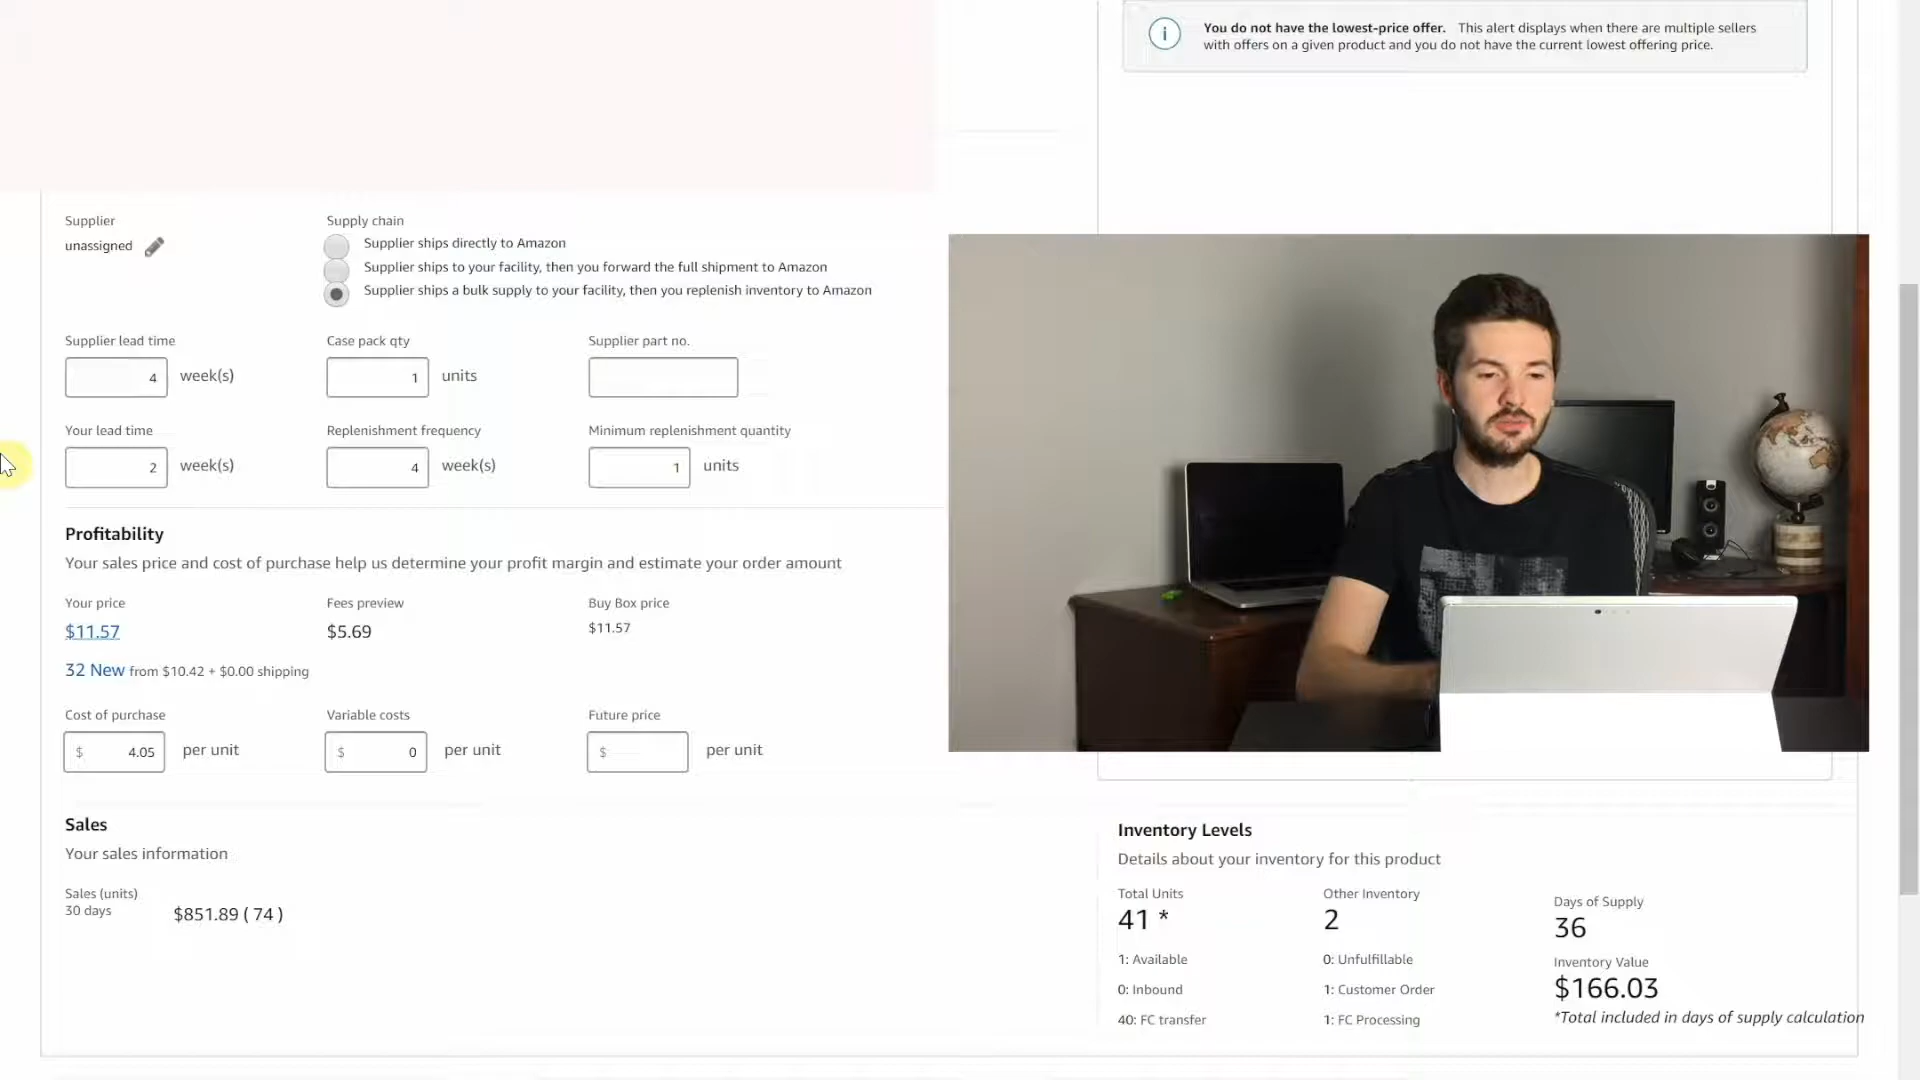 You do not have the lowest-price offer. This alert displays when there are multiple sellers
with offers on a given product and you do not have the current lowest offering price.
Supplier
unassigned
Supply chain
Supplier ships directly to Amazon
Supplier ships to your facility, then you forward the full shipment to Amazon
Supplier ships a bulk supply to your facility, then you replenish inventory to Amazon
Supplier lead time
4 week(s)
Case pack qty
1 units
Supplier part no.
Your lead time
2 week(s)
Replenishment frequency
4 week(s)
Minimum replenishment quantity
1 units
Profitability
Your sales price and cost of purchase help us determine your profit margin and estimate your order amount
Your price
$11.57
Fees preview
$5.69
Buy Box price
$11.57
32 New from $10.42 + $0.00 shipping
Cost of purchase
$ 4.05 per unit
Variable costs
$ 0 per unit
Future price
$ per unit
Sales
Your sales information
Sales (units)
30 days
$851.89 ( 74 )
Inventory Levels
Details about your inventory for this product
Total Units
41 *
1: Available
0: Inbound
40: FC transfer
Other Inventory
2
0: Unfulfillable
1: Customer Order
1: FC Processing
Days of Supply
36
Inventory Value
$166.03
*Total included in days of supply calculation